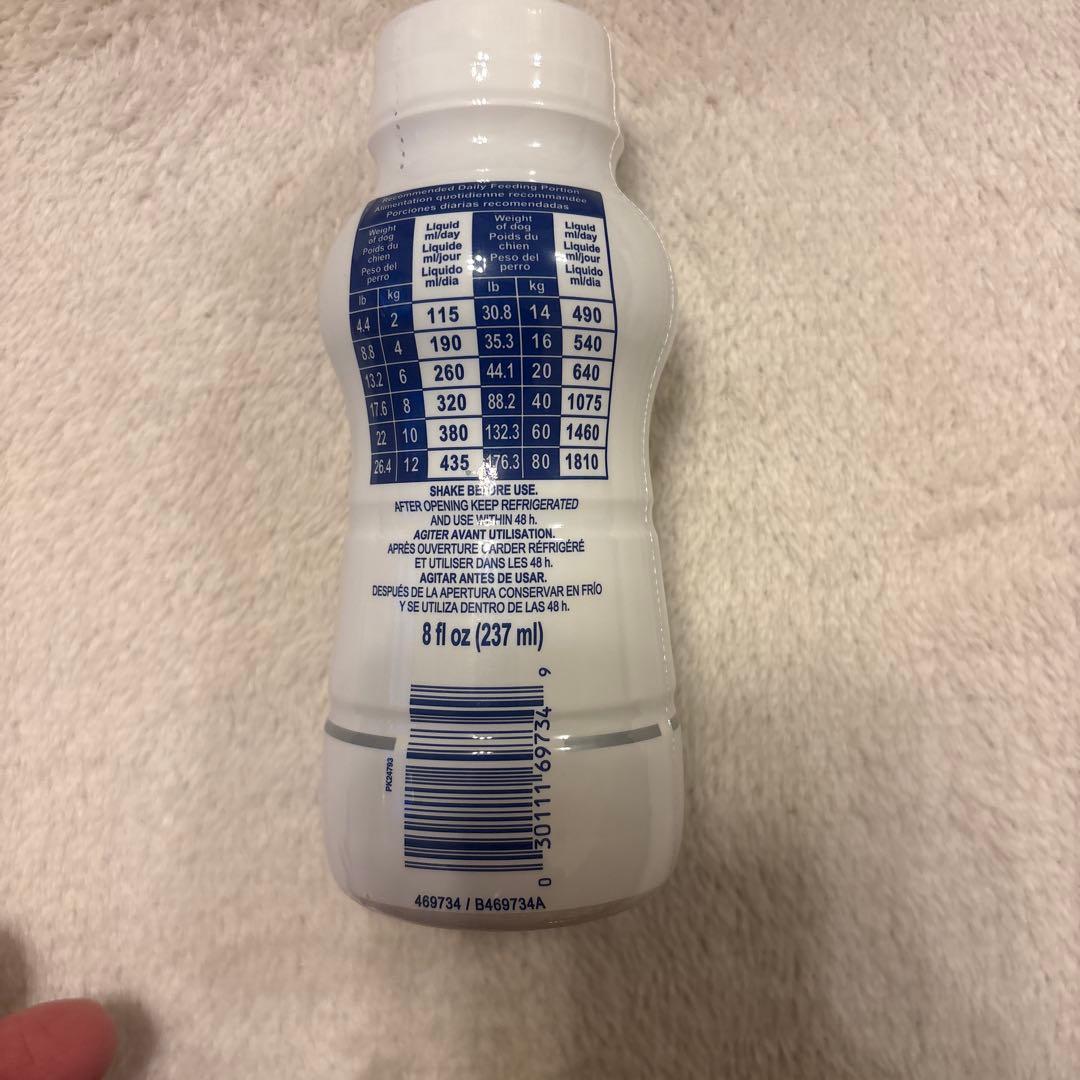 Recommended Daily Feeding Portion
Alimentation quotidienne recommandée
Porciones diarias recomendadas
Weight of dog Poids du chien Peso del perro
Liquid ml/day Liquide ml/jour Liquido ml/dia
Weight of dog Poids du chien Peso del perro
Liquid ml/day Liquide ml/jour Liquido ml/dia
lb kg lb kg
4.4 2 115 30.8 14 490
8.8 4 190 35.3 16 540
13.2 6 260 44.1 20 640
17.6 8 320 88.2 40 1075
22 10 380 132.3 60 1460
26.4 12 435 176.3 80 1810
SHAKE BEFORE USE.
AFTER OPENING KEEP REFRIGERATED
AND USE WITHIN 48 h.
AGITER AVANT UTILISATION.
APRÈS OUVERTURE GARDER RÉFRIGÉRÉ
ET UTILISER DANS LES 48 h.
AGITAR ANTES DE USAR.
DESPUÉS DE LA APERTURA CONSERVAR EN FRÍO
Y SE UTILIZA DENTRO DE LAS 48 h.
8 fl oz (237 ml)
0 30111 69734 9
PK24793
469734 / B469734A